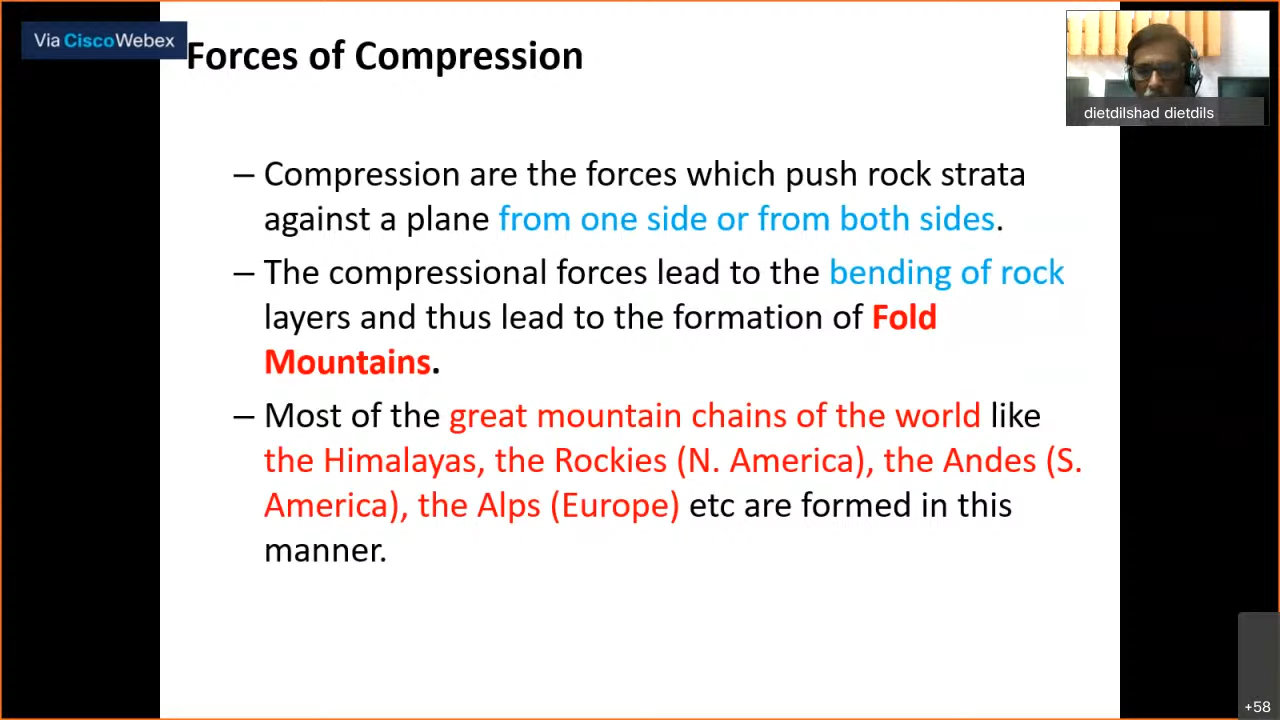 Via CiscoWebex
Forces of Compression
dietdilshad dietdils
– Compression are the forces which push rock strata
against a plane from one side or from both sides.
– The compressional forces lead to the bending of rock
layers and thus lead to the formation of Fold
Mountains.
– Most of the great mountain chains of the world like
the Himalayas, the Rockies (N. America), the Andes (S.
America), the Alps (Europe) etc are formed in this
manner.
+58